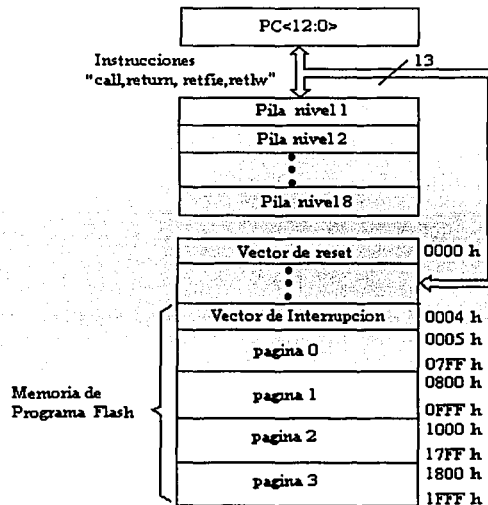 PC<12:0>
Instrucciones
"call,return, retfie,retlw"
13
Pila nivel 1
Pila nivel 2
Pila nivel 8
Vector de reset
0000 h
Vector de Interrupcion
0004 h
0005 h
pagina 0
07FF h
0800 h
pagina 1
0FFF h
Memoria de
Programa Flash
1000 h
pagina 2
17FF h
1800 h
pagina 3
1FFF h